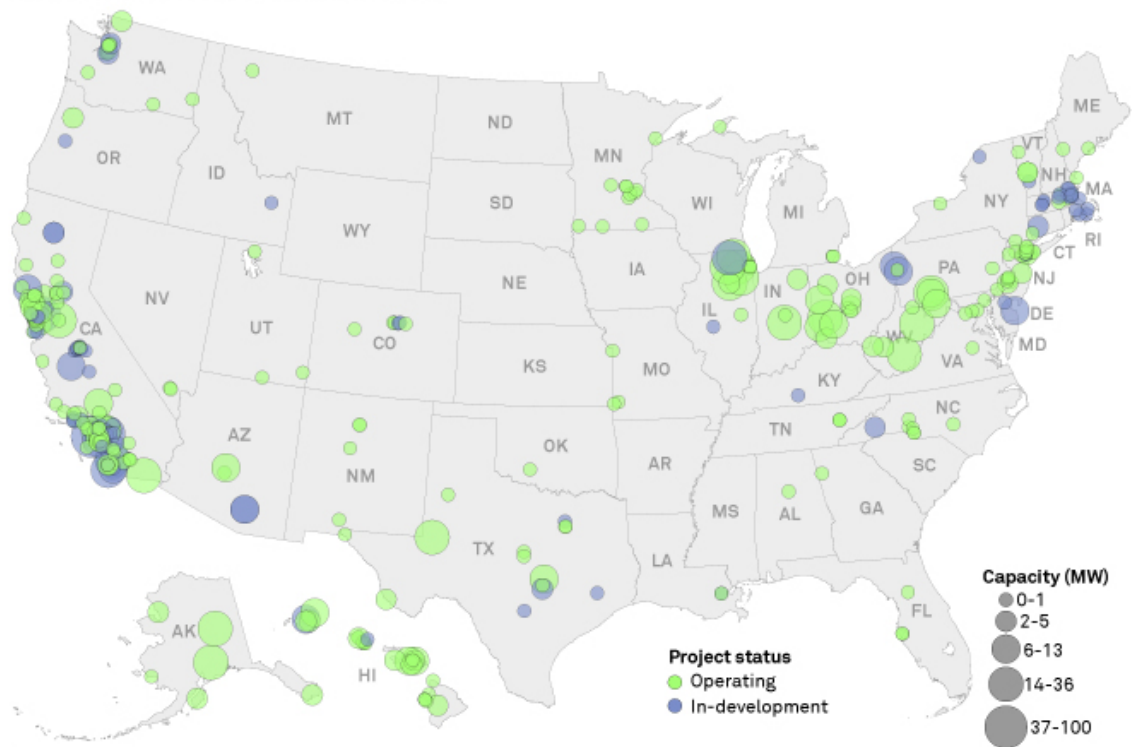 WA
MT
ND
MN
ME
VT
NH
OR
ID
SD
WI
MI
NY
MA
RI
CT
WY
IA
PA
NJ
NE
OH
IN
IL
NV
DE
UT
CO
CA
WV
MD
KS
MO
KY
VA
NC
TN
AZ
OK
AR
SC
NM
MS
AL
GA
TX
LA
FL
AK
HI
Project status
Operating
In-development
Capacity (MW)
0-1
2-5
6-13
14-36
37-100